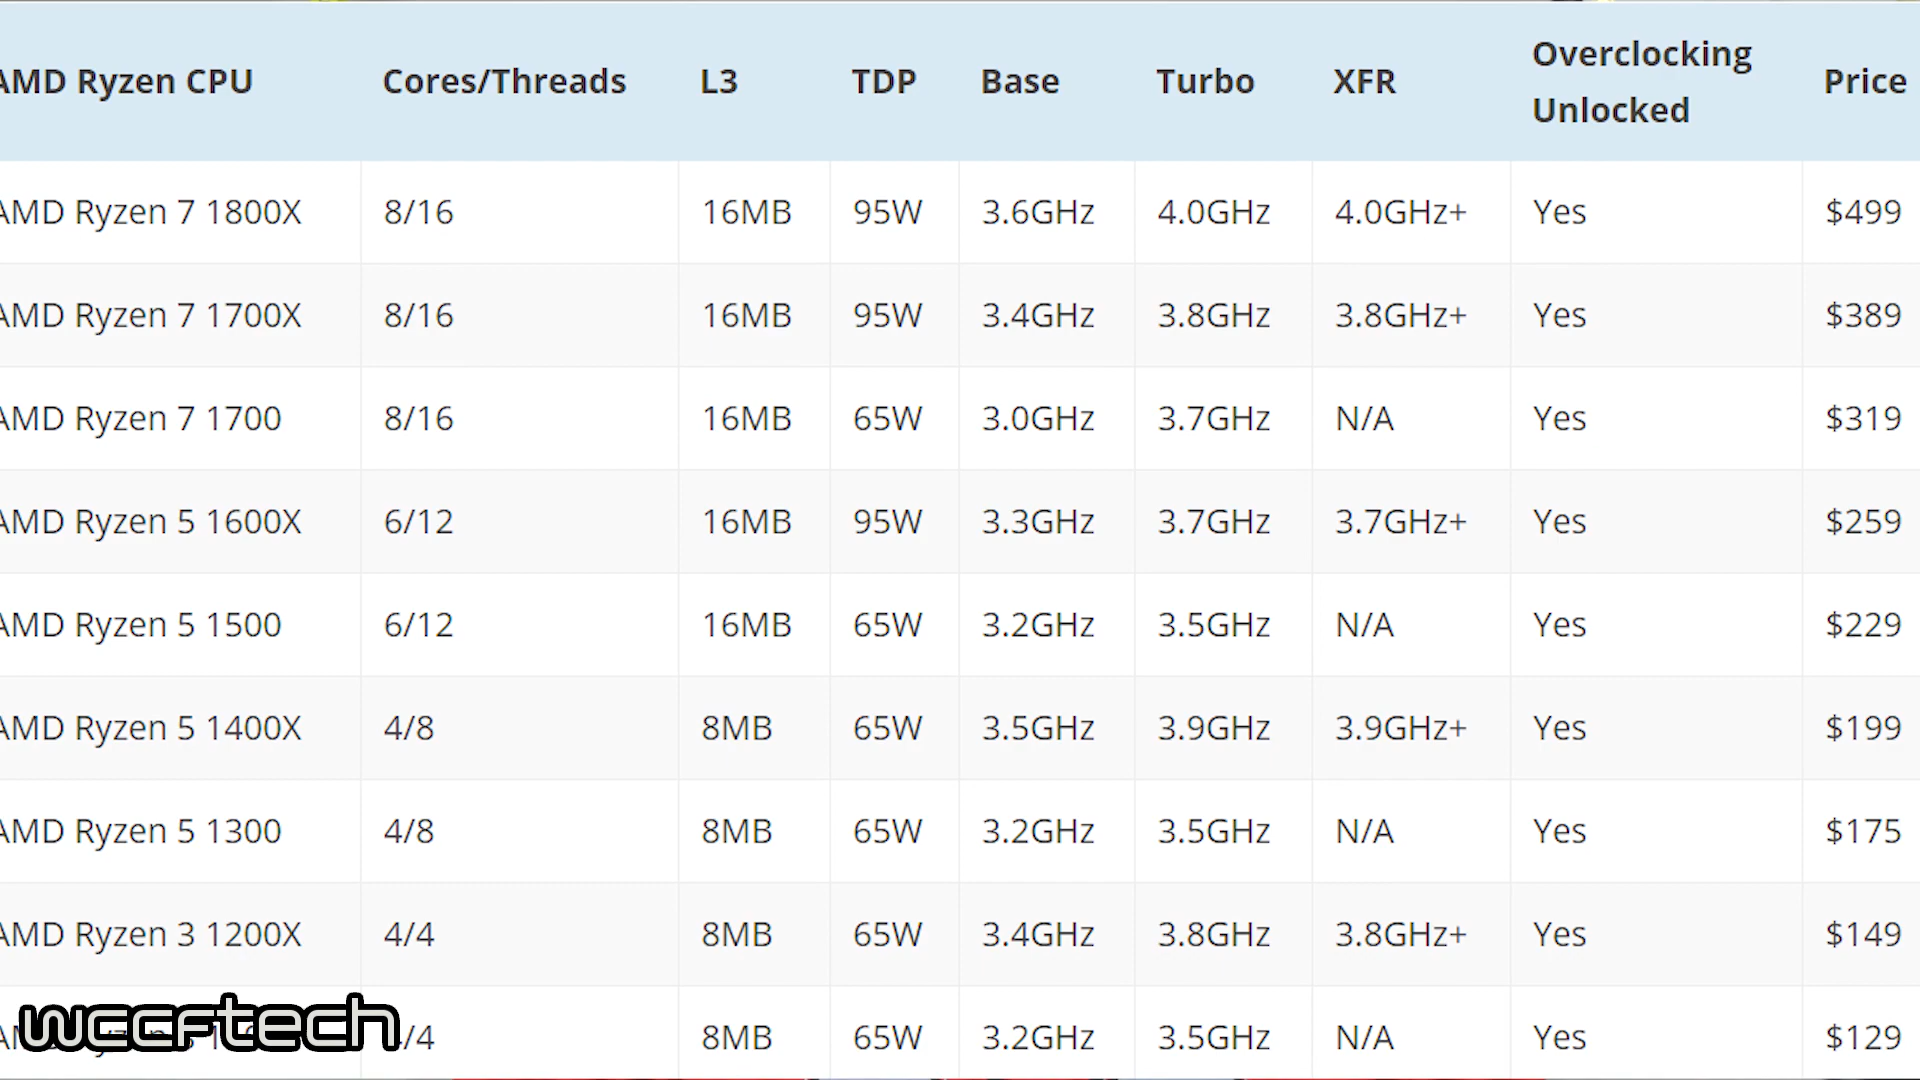 AMD Ryzen CPU Cores/Threads L3 TDP Base Turbo XFR Overclocking Unlocked Price
AMD Ryzen 7 1800X 8/16 16MB 95W 3.6GHz 4.0GHz 4.0GHz+ Yes $499
AMD Ryzen 7 1700X 8/16 16MB 95W 3.4GHz 3.8GHz 3.8GHz+ Yes $389
AMD Ryzen 7 1700 8/16 16MB 65W 3.0GHz 3.7GHz N/A Yes $319
AMD Ryzen 5 1600X 6/12 16MB 95W 3.3GHz 3.7GHz 3.7GHz+ Yes $259
AMD Ryzen 5 1500 6/12 16MB 65W 3.2GHz 3.5GHz N/A Yes $229
AMD Ryzen 5 1400X 4/8 8MB 65W 3.5GHz 3.9GHz 3.9GHz+ Yes $199
AMD Ryzen 5 1300 4/8 8MB 65W 3.2GHz 3.5GHz N/A Yes $175
AMD Ryzen 3 1200X 4/4 8MB 65W 3.4GHz 3.8GHz 3.8GHz+ Yes $149
8MB 65W 3.2GHz 3.5GHz N/A Yes $129
wccftech